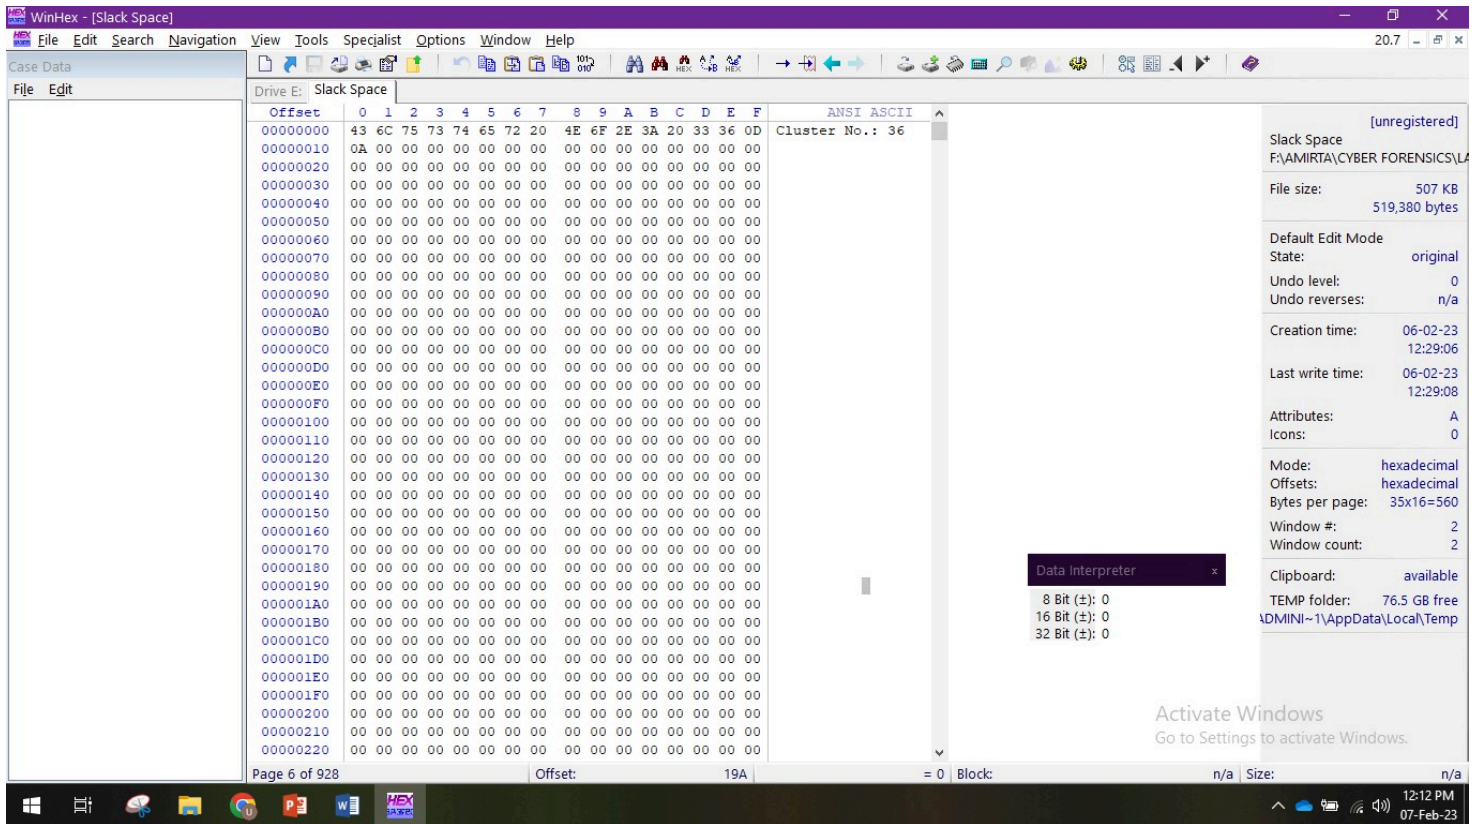 WinHex - [Slack Space]
File Edit Search Navigation View Tools Specialist Options Window Help 20.7
Case Data
File Edit
Drive E: Slack Space
Offset 0 1 2 3 4 5 6 7 8 9 A B C D E F ANSI ASCII
00000000 43 6C 75 73 74 65 72 20 4E 6F 2E 3A 20 33 36 0D Cluster No.: 36
00000010 0A 00 00 00 00 00 00 00 00 00 00 00 00 00 00 00
00000020 00 00 00 00 00 00 00 00 00 00 00 00 00 00 00 00
00000030 00 00 00 00 00 00 00 00 00 00 00 00 00 00 00 00
00000040 00 00 00 00 00 00 00 00 00 00 00 00 00 00 00 00
00000050 00 00 00 00 00 00 00 00 00 00 00 00 00 00 00 00
00000060 00 00 00 00 00 00 00 00 00 00 00 00 00 00 00 00
00000070 00 00 00 00 00 00 00 00 00 00 00 00 00 00 00 00
00000080 00 00 00 00 00 00 00 00 00 00 00 00 00 00 00 00
00000090 00 00 00 00 00 00 00 00 00 00 00 00 00 00 00 00
000000A0 00 00 00 00 00 00 00 00 00 00 00 00 00 00 00 00
000000B0 00 00 00 00 00 00 00 00 00 00 00 00 00 00 00 00
000000C0 00 00 00 00 00 00 00 00 00 00 00 00 00 00 00 00
000000D0 00 00 00 00 00 00 00 00 00 00 00 00 00 00 00 00
000000E0 00 00 00 00 00 00 00 00 00 00 00 00 00 00 00 00
000000F0 00 00 00 00 00 00 00 00 00 00 00 00 00 00 00 00
00000100 00 00 00 00 00 00 00 00 00 00 00 00 00 00 00 00
00000110 00 00 00 00 00 00 00 00 00 00 00 00 00 00 00 00
00000120 00 00 00 00 00 00 00 00 00 00 00 00 00 00 00 00
00000130 00 00 00 00 00 00 00 00 00 00 00 00 00 00 00 00
00000140 00 00 00 00 00 00 00 00 00 00 00 00 00 00 00 00
00000150 00 00 00 00 00 00 00 00 00 00 00 00 00 00 00 00
00000160 00 00 00 00 00 00 00 00 00 00 00 00 00 00 00 00
00000170 00 00 00 00 00 00 00 00 00 00 00 00 00 00 00 00
00000180 00 00 00 00 00 00 00 00 00 00 00 00 00 00 00 00
00000190 00 00 00 00 00 00 00 00 00 00 00 00 00 00 00 00
000001A0 00 00 00 00 00 00 00 00 00 00 00 00 00 00 00 00
000001B0 00 00 00 00 00 00 00 00 00 00 00 00 00 00 00 00
000001C0 00 00 00 00 00 00 00 00 00 00 00 00 00 00 00 00
000001D0 00 00 00 00 00 00 00 00 00 00 00 00 00 00 00 00
000001E0 00 00 00 00 00 00 00 00 00 00 00 00 00 00 00 00
000001F0 00 00 00 00 00 00 00 00 00 00 00 00 00 00 00 00
00000200 00 00 00 00 00 00 00 00 00 00 00 00 00 00 00 00
00000210 00 00 00 00 00 00 00 00 00 00 00 00 00 00 00 00
00000220 00 00 00 00 00 00 00 00 00 00 00 00 00 00 00 00
Data Interpreter
8 Bit (±): 0
16 Bit (±): 0
32 Bit (±): 0
[unregistered]
Slack Space
F:\AMIRTA\CYBER FORENSICS\LA
File size: 507 KB
519,380 bytes
Default Edit Mode
State: original
Undo level: 0
Undo reverses: n/a
Creation time: 06-02-23
12:29:06
Last write time: 06-02-23
12:29:08
Attributes: A
Icons: 0
Mode: hexadecimal
Offsets: hexadecimal
Bytes per page: 35x16=560
Window #: 2
Window count: 2
Clipboard: available
TEMP folder: 76.5 GB free
ADMINI~1\AppData\Local\Temp
Activate Windows
Go to Settings to activate Windows.
Page 6 of 928 Offset: 19A = 0 Block: n/a Size: n/a
12:12 PM
07-Feb-23